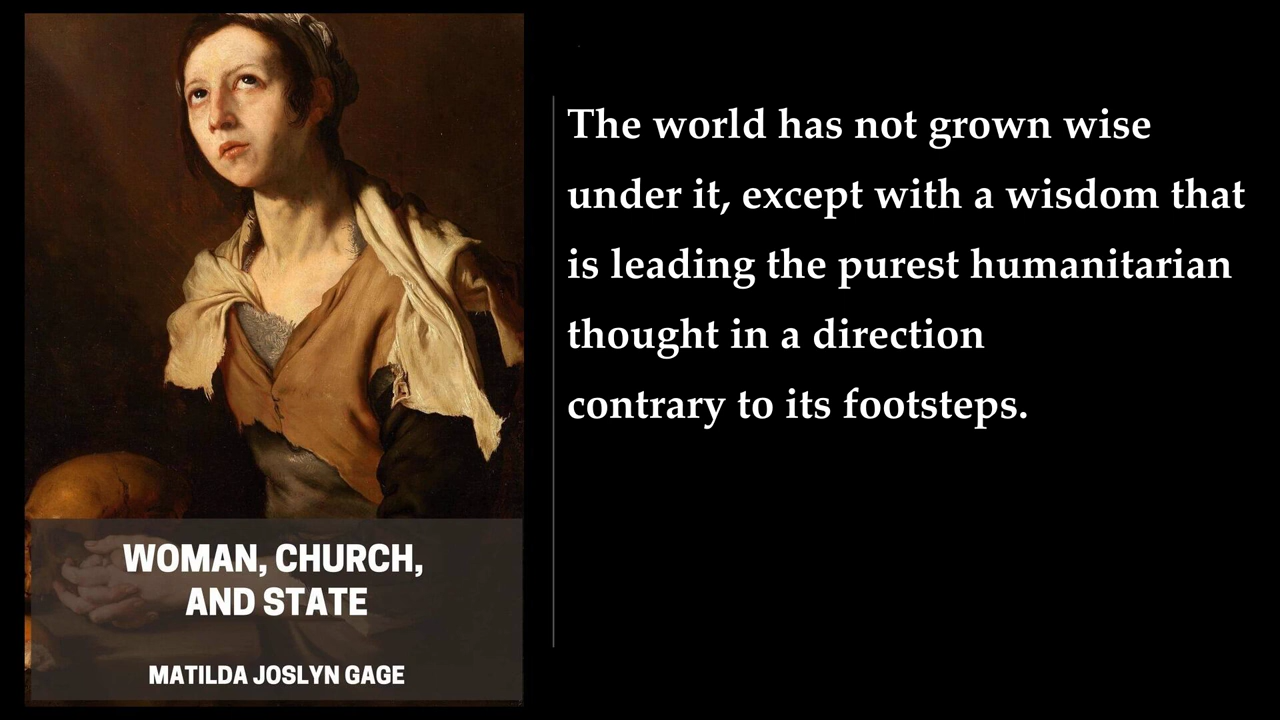 WOMAN, CHURCH,
AND STATE
MATILDA JOSLYN GAGE
The world has not grown wise
under it, except with a wisdom that
is leading the purest humanitarian
thought in a direction
contrary to its footsteps.